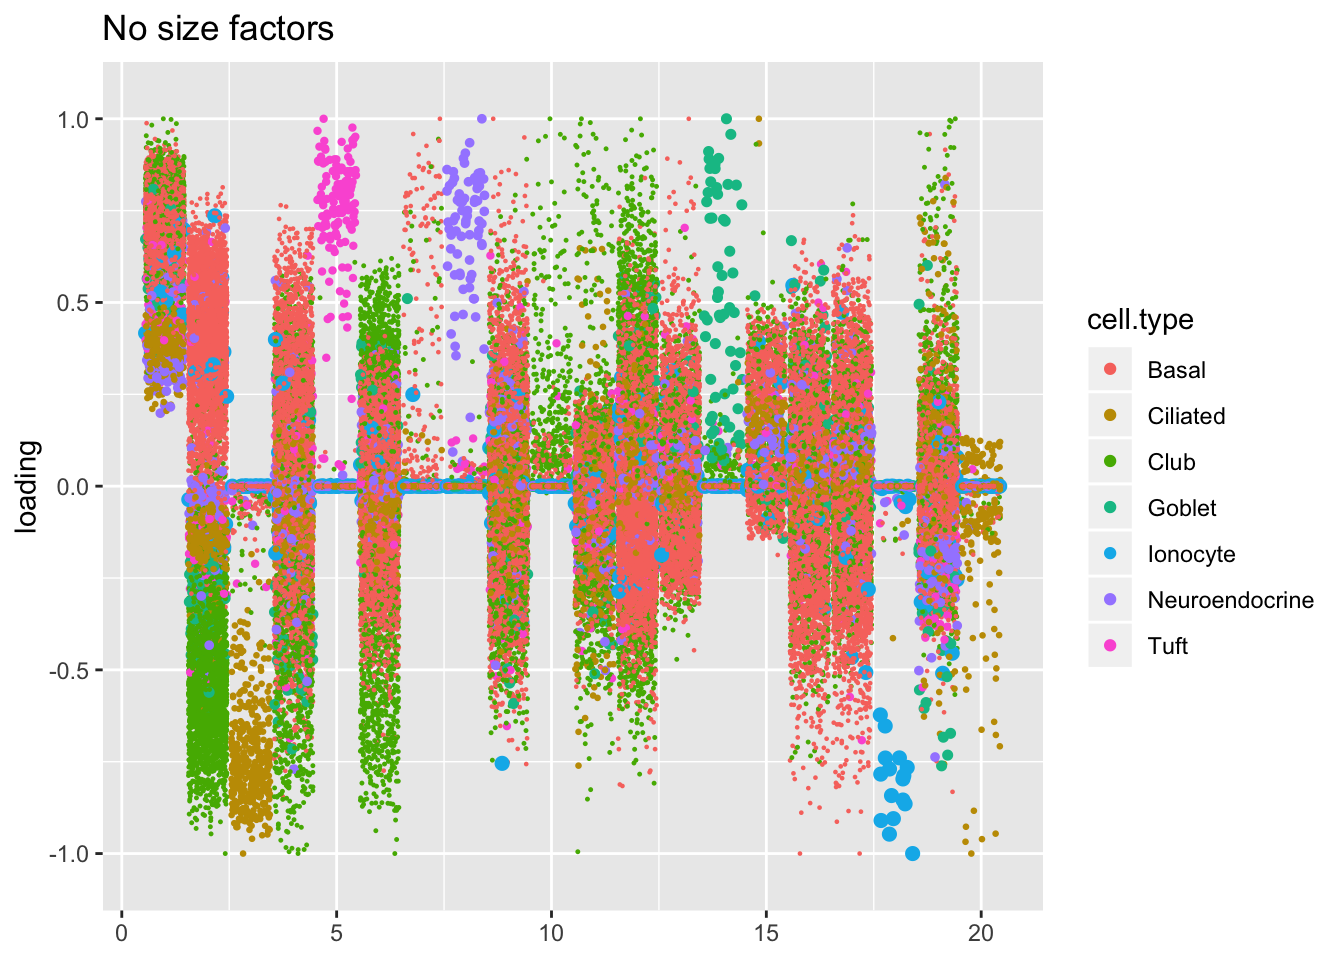 No size factors
loading
1.0
0.5
0.0
-0.5
-1.0
0
5
10
15
20
cell.type
Basal
Ciliated
Club
Goblet
Ionocyte
Neuroendocrine
Tuft